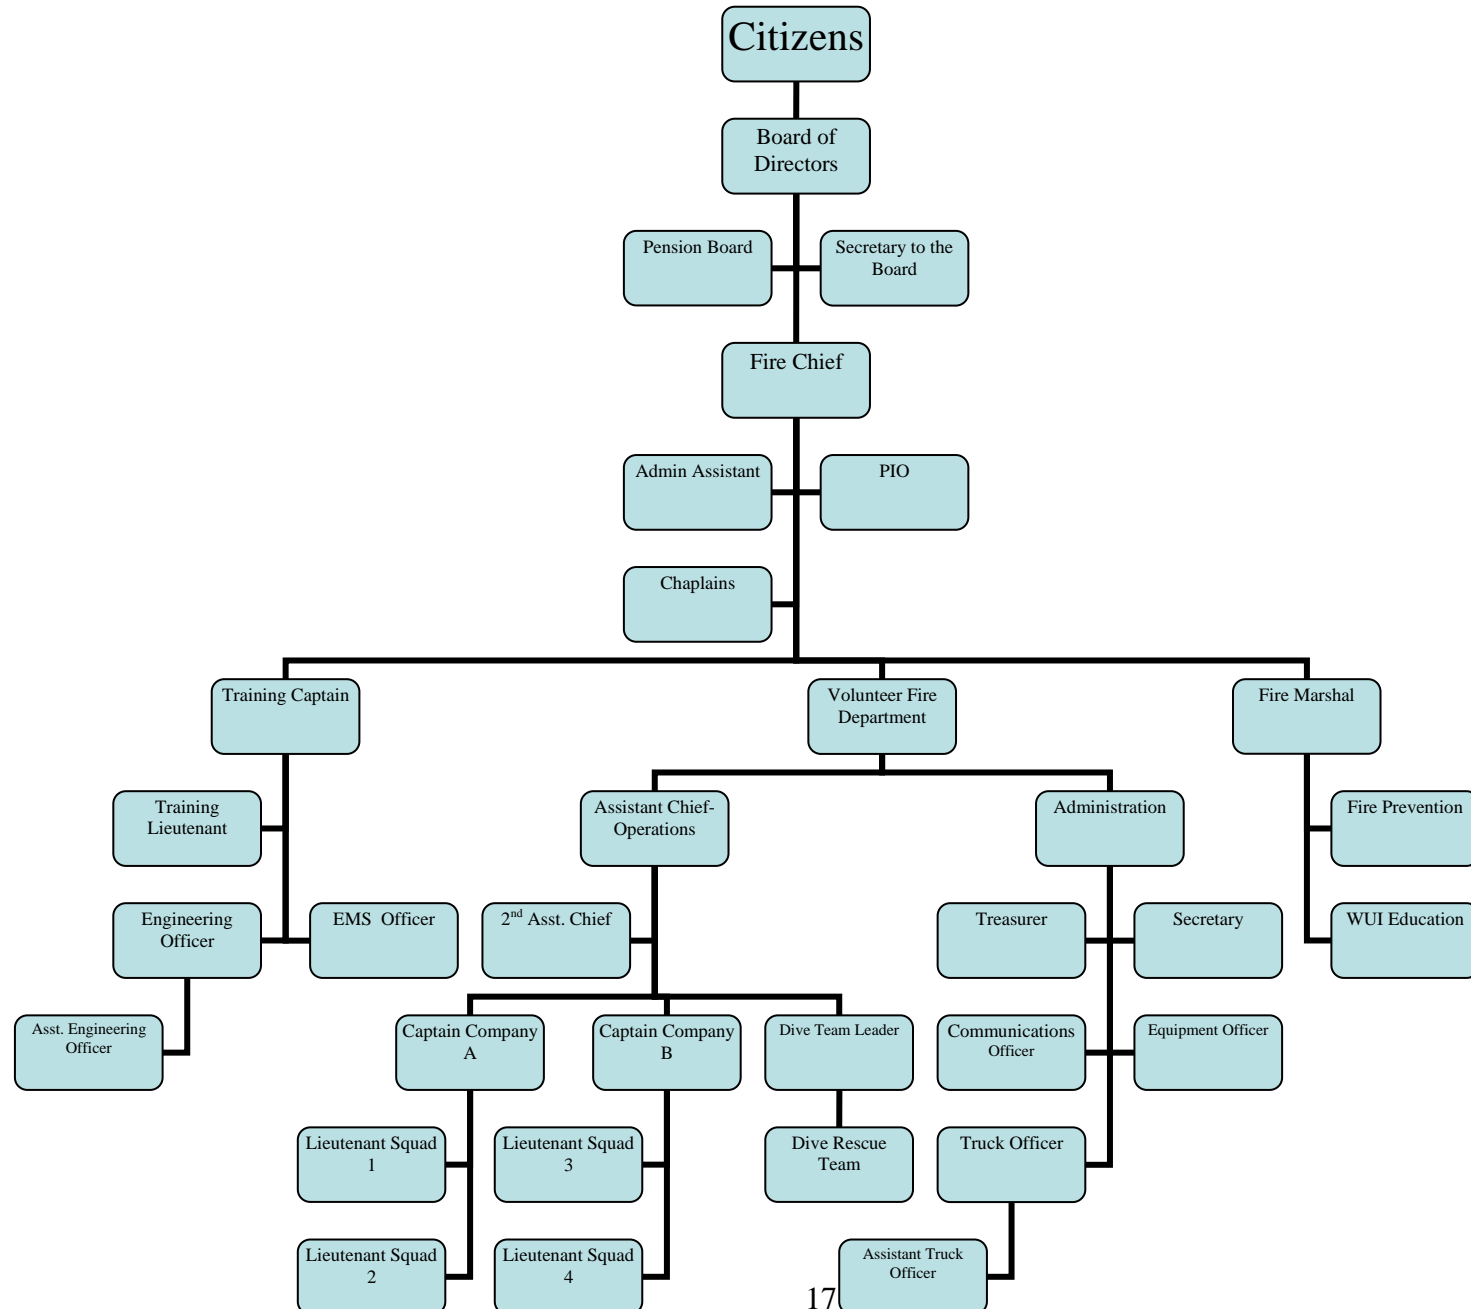 Citizens
Board of
Directors
Pension Board
Secretary to the
Board
Fire Chief
Admin Assistant
PIO
Chaplains
Training Captain
Volunteer Fire
Department
Fire Marshal
Training
Lieutenant
Assistant Chief-
Operations
Administration
Fire Prevention
Engineering
Officer
EMS  Officer
2nd Asst. Chief
Treasurer
Secretary
WUI Education
Asst. Engineering
Officer
Captain Company
A
Captain Company
B
Dive Team Leader
Communications
Officer
Equipment Officer
Lieutenant Squad
1
Lieutenant Squad
3
Dive Rescue
Team
Truck Officer
Lieutenant Squad
2
Lieutenant Squad
4
Assistant Truck
Officer
17